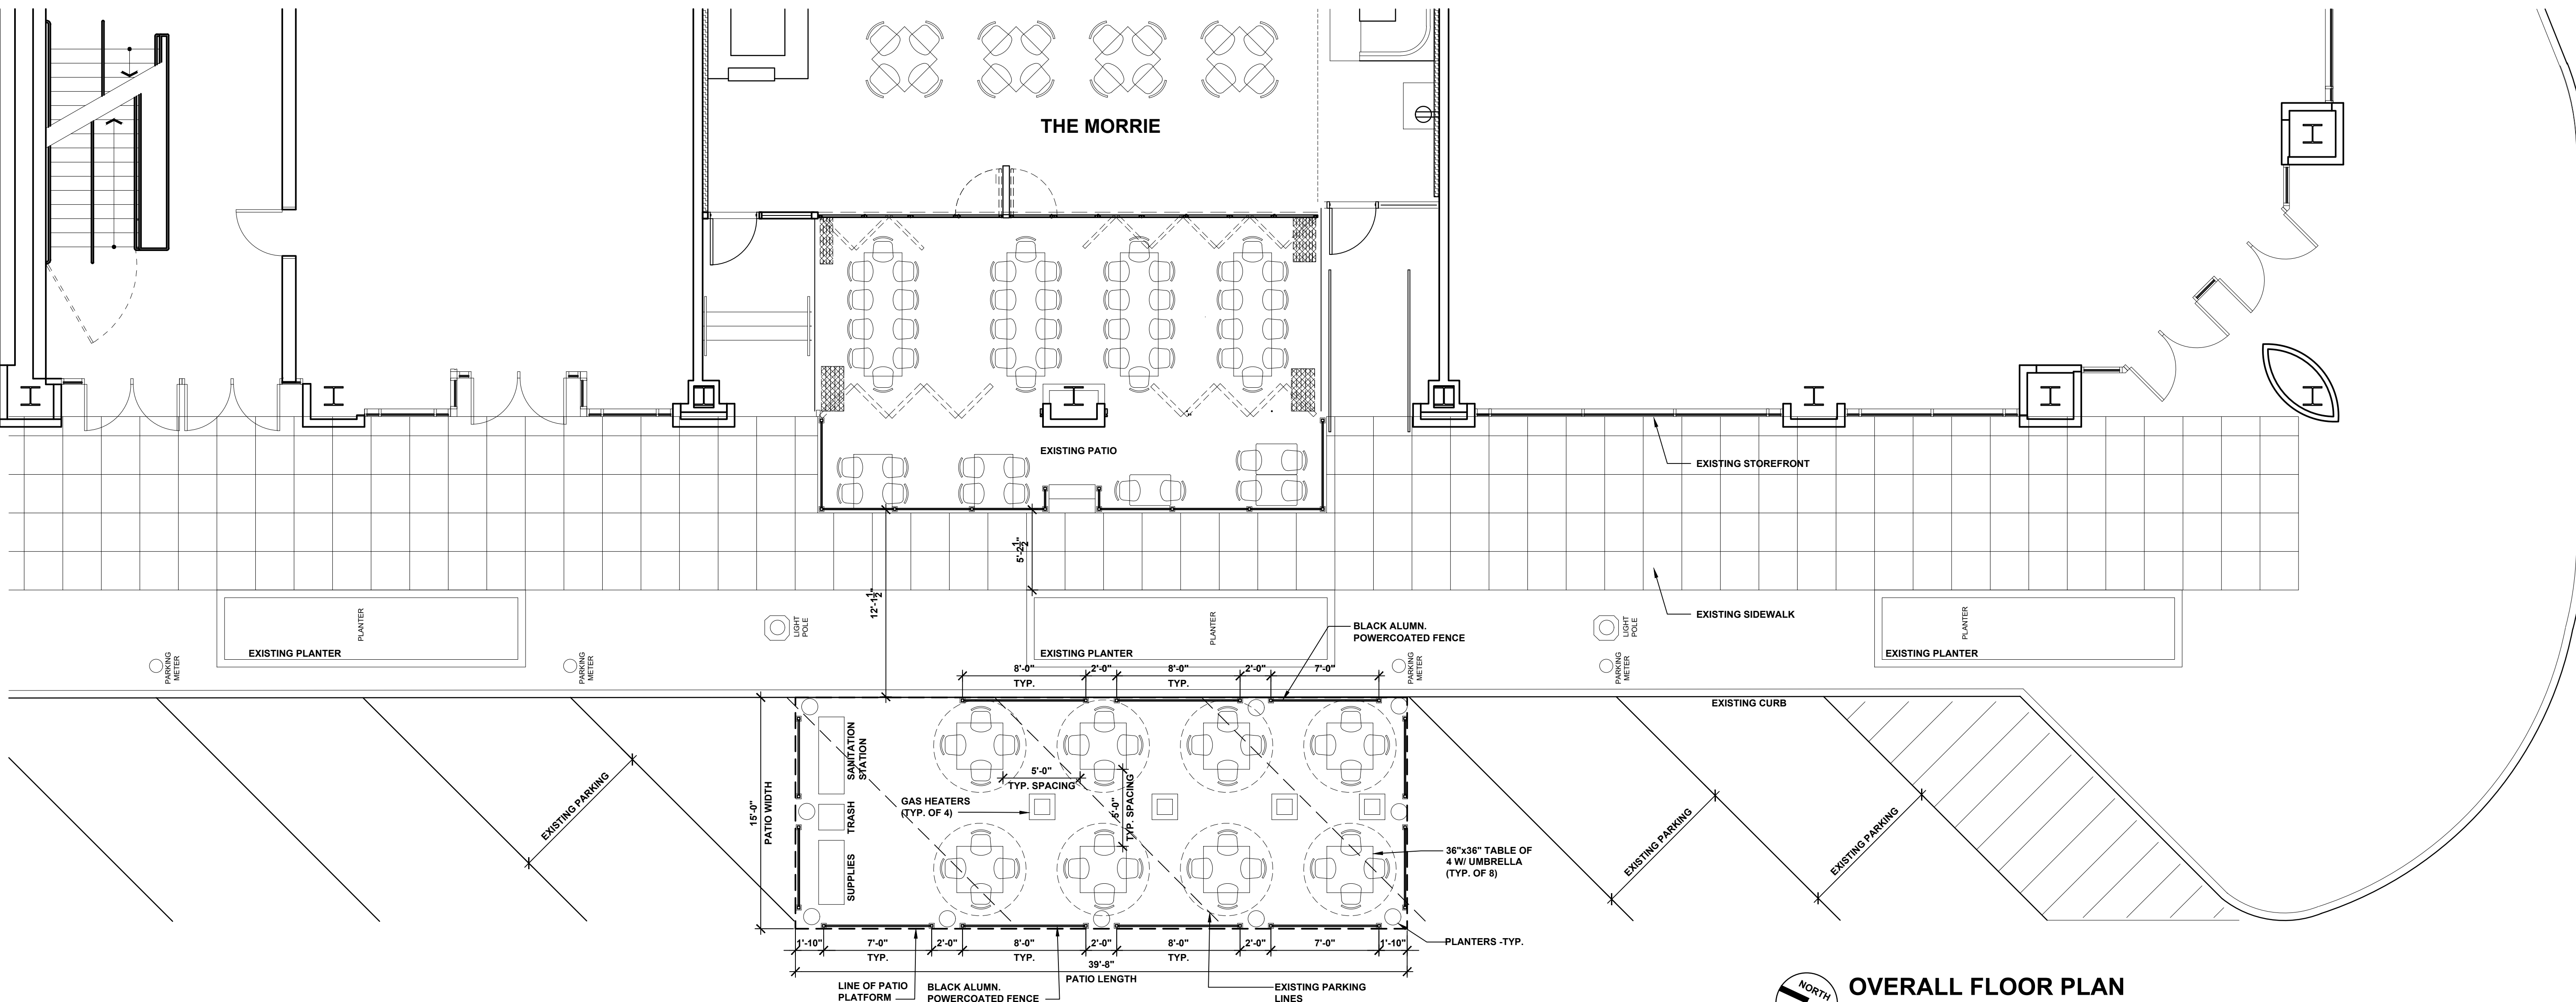 THE MORRIE
EXISTING PATIO
EXISTING STOREFRONT
5'-2½"
12'-1½"
EXISTING SIDEWALK
PLANTER
EXISTING PLANTER
LIGHT
POLE
PLANTER
EXISTING PLANTER
BLACK ALUMN.
POWERCOATED FENCE
LIGHT
POLE
PLANTER
EXISTING PLANTER
PARKING
METER
PARKING
METER
PARKING
METER
PARKING
METER
8'-0"
TYP.
2'-0"
8'-0"
TYP.
2'-0"
7'-0"
EXISTING CURB
SANITATION
STATION
5'-0"
TYP. SPACING
5'-0"
TYP. SPACING
15'-0"
PATIO WIDTH
EXISTING PARKING
TRASH
GAS HEATERS
(TYP. OF 4)
SUPPLIES
36"x36" TABLE OF
4 W/ UMBRELLA
(TYP. OF 8)
EXISTING PARKING
EXISTING PARKING
PLANTERS -TYP.
1'-10"
7'-0"
TYP.
2'-0"
8'-0"
TYP.
2'-0"
8'-0"
TYP.
2'-0"
7'-0"
1'-10"
39'-8"
PATIO LENGTH
LINE OF PATIO
PLATFORM
BLACK ALUMN.
POWERCOATED FENCE
EXISTING PARKING
LINES
NORTH
OVERALL FLOOR PLAN